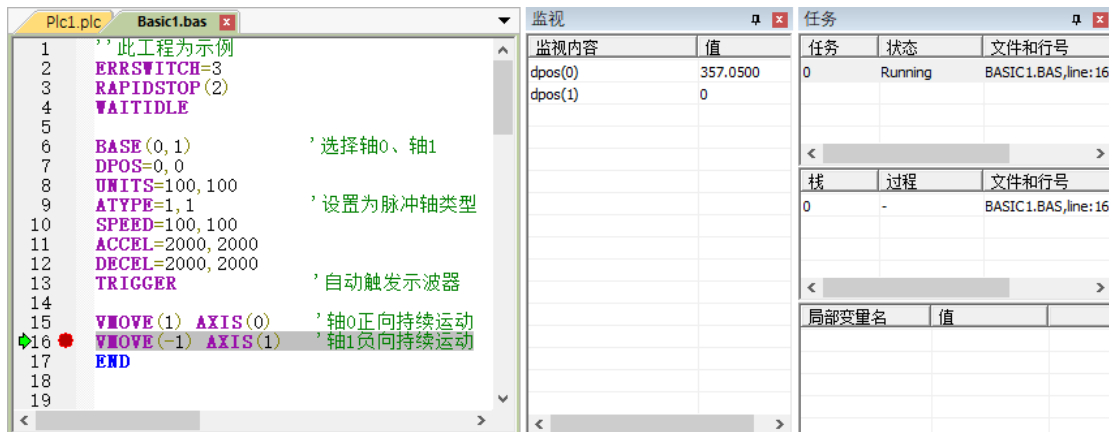 Plc1.plc Basic1.bas
1 ''此工程为示例
2 ERRSWITCH=3
3 RAPIDSTOP(2)
4 WAITIDLE
5
6 BASE(0,1) '选择轴0、轴1
7 DPOS=0,0
8 UNITS=100,100
9 ATYPE=1,1 '设置为脉冲轴类型
10 SPEED=100,100
11 ACCEL=2000,2000
12 DECEL=2000,2000
13 TRIGGER '自动触发示波器
14
15 VMOVE(1) AXIS(0) '轴0正向持续运动
16 VMOVE(-1) AXIS(1) '轴1负向持续运动
17 END
18
19
监视
监视内容 值
dpos(0) 357.0500
dpos(1) 0
任务
任务 状态 文件和行号
0 Running BASIC1.BAS,line:16
栈 过程 文件和行号
0 - BASIC1.BAS,line:16
局部变量名 值